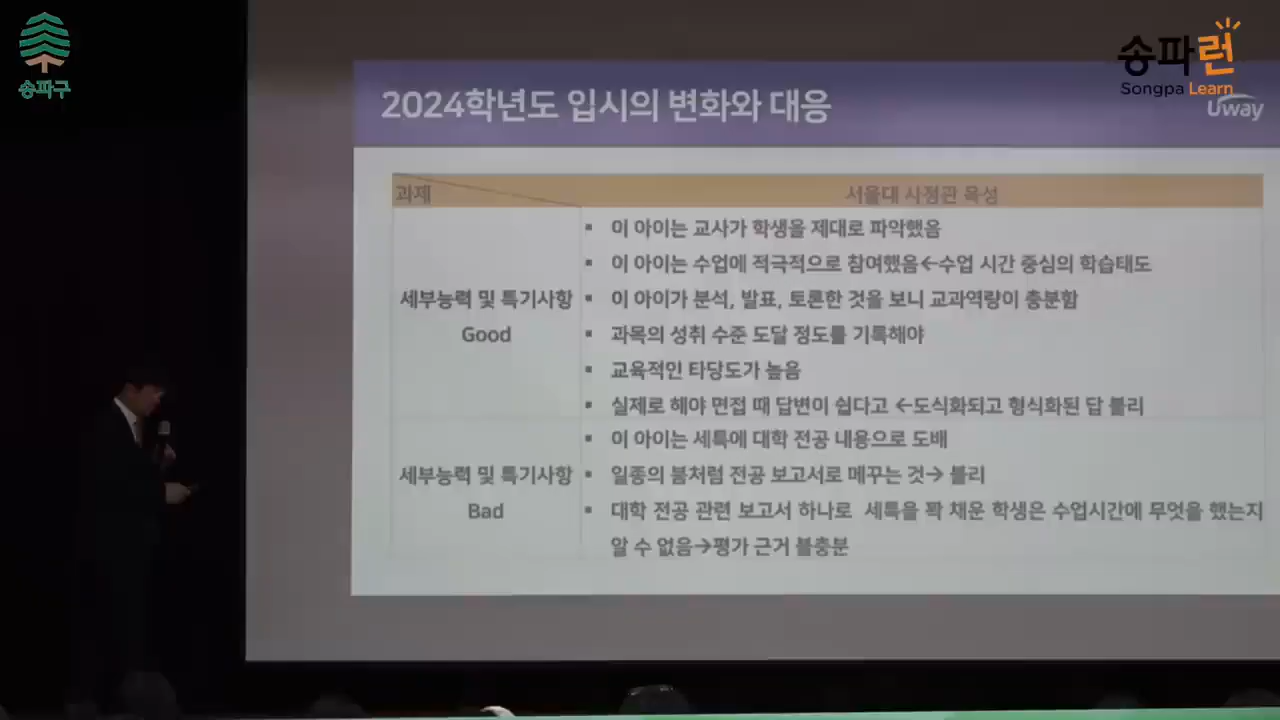 송파구
송파런
Songpa Learn
Uway
2024학년도 입시의 변화와 대응
과제
서울대 사정관 육성
이 아이는 교사가 학생을 제대로 파악했음
이 아이는 수업에 적극적으로 참여했음←수업 시간 중심의 학습태도
세부능력 및 특기사항
Good
이 아이가 분석, 발표, 토론한 것을 보니 교과역량이 충분함
과목의 성취 수준 도달 정도를 기록해야
교육적인 타당도가 높음
실제로 해야 면접 때 답변이 쉽다고 ←도식화되고 형식화된 답 불리
이 아이는 세특에 대학 전공 내용으로 도배
세부능력 및 특기사항
Bad
일종의 붐처럼 전공 보고서로 메꾸는 것→ 불리
대학 전공 관련 보고서 하나로 세특을 꽉 채운 학생은 수업시간에 무엇을 했는지
알 수 없음→평가 근거 불충분